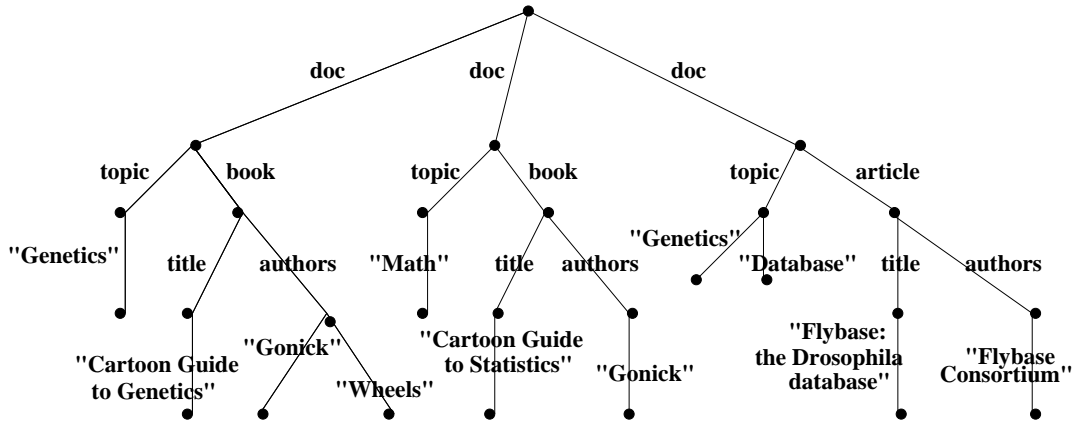 doc doc doc
topic book topic book topic article
"Genetics" title authors "Math" title authors "Genetics" "Database" title authors
"Cartoon Guide
to Genetics"
"Gonick"
"Wheels"
"Cartoon Guide
to Statistics"
"Gonick"
"Flybase:
the Drosophila
database"
"Flybase
Consortium"